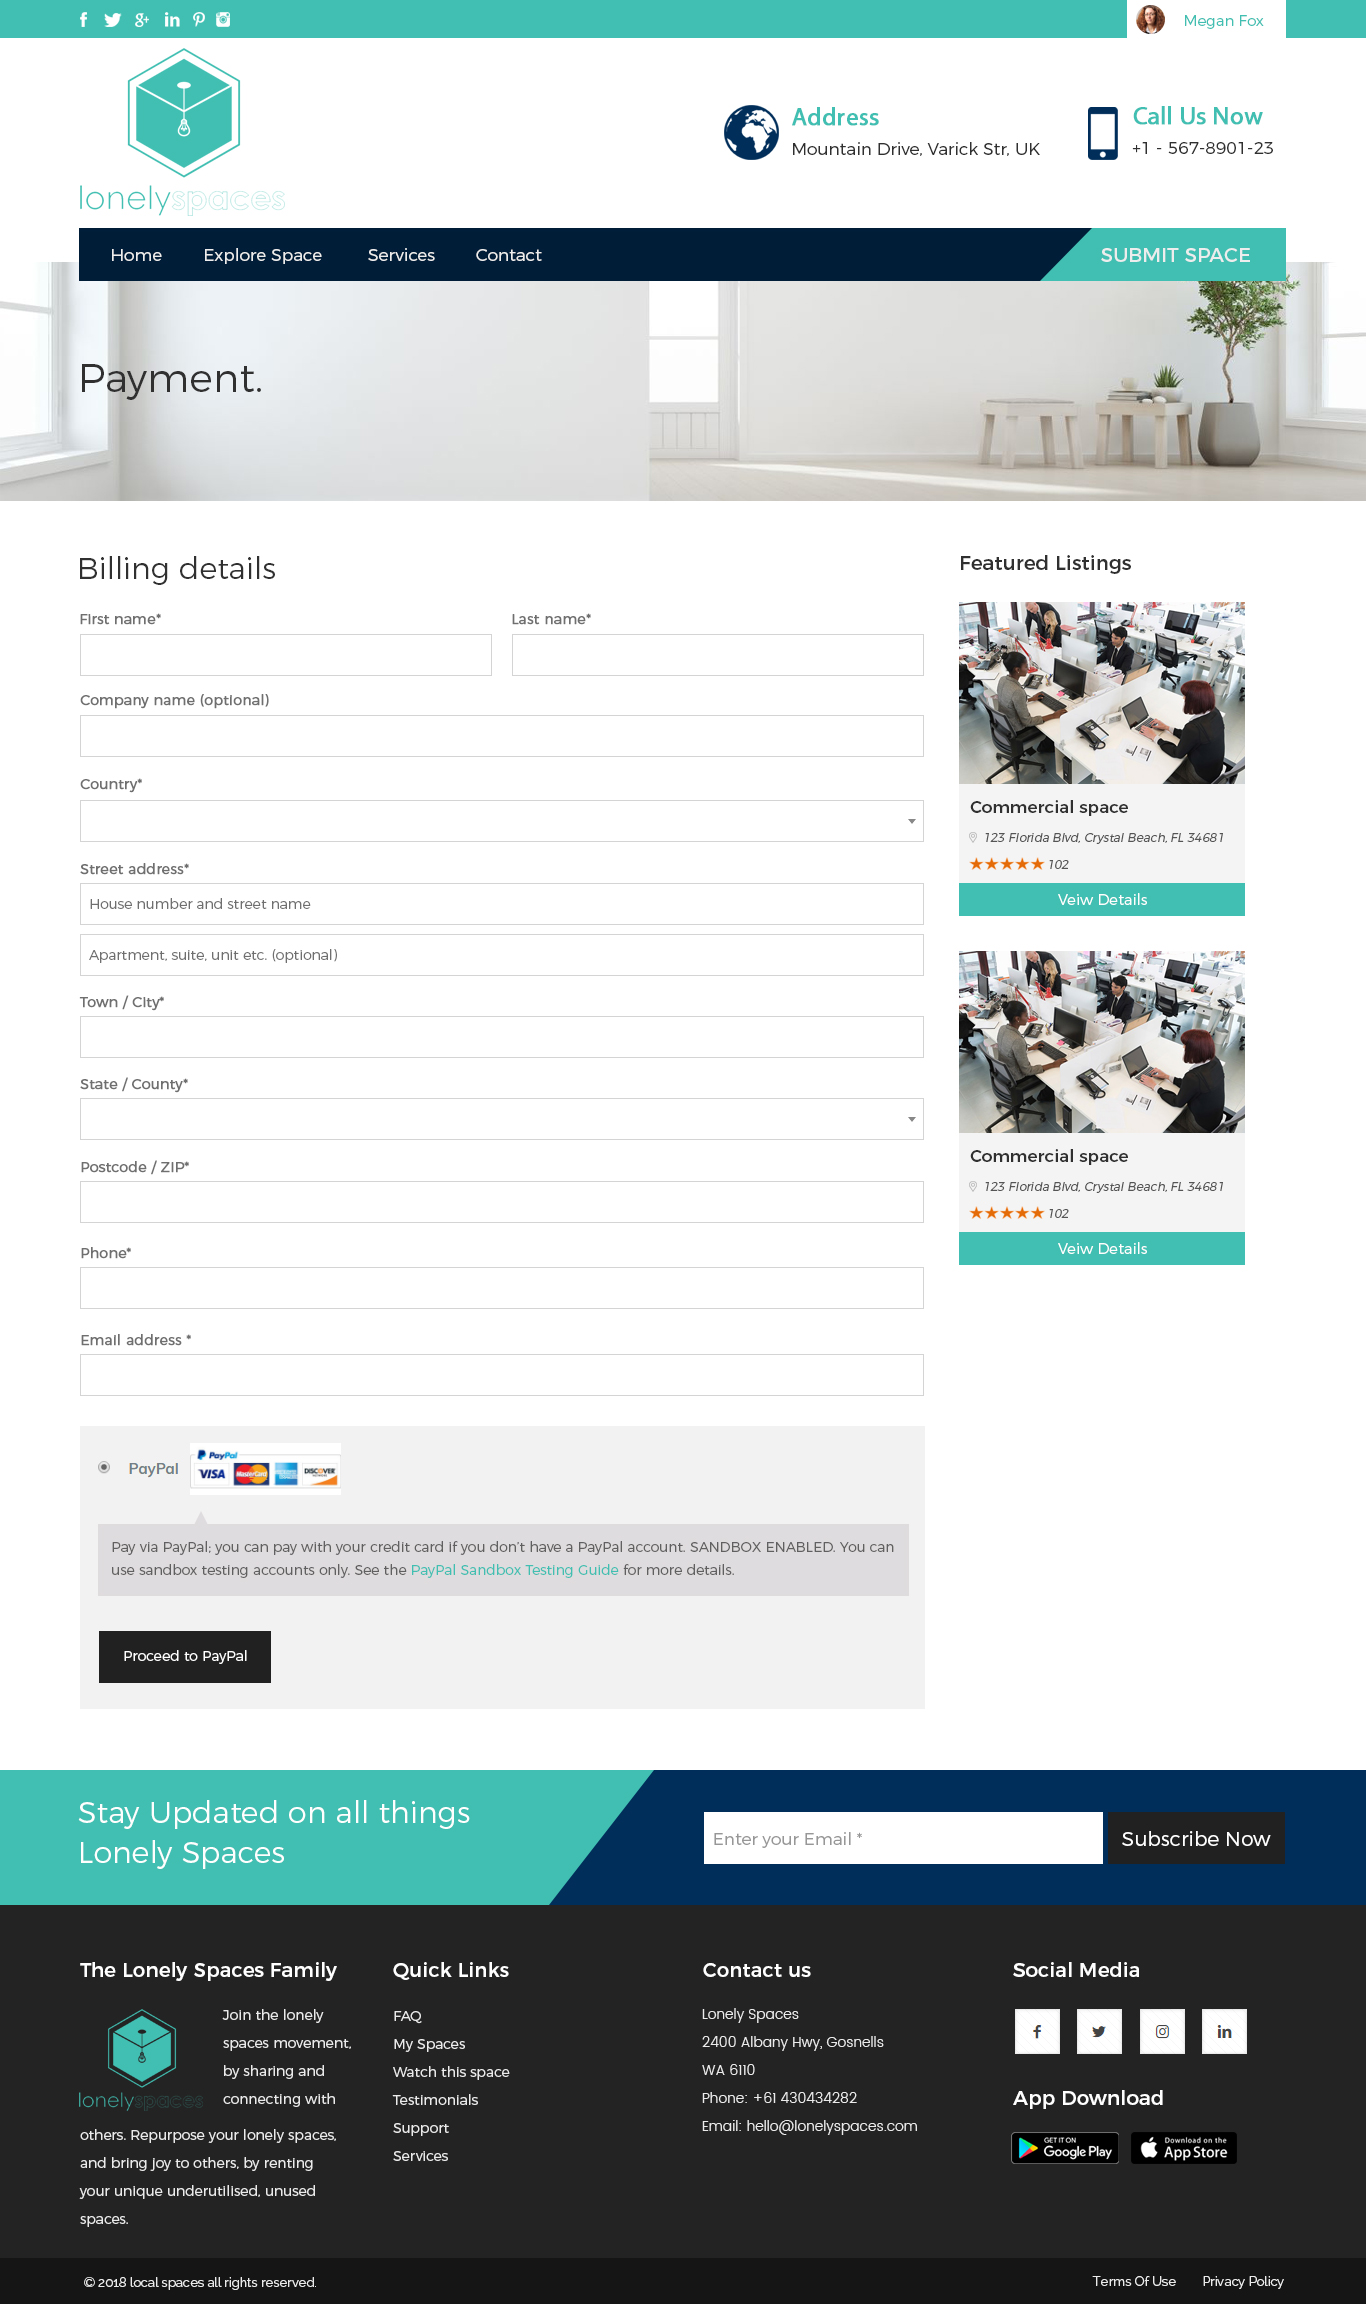 Megan Fox
Address
Mountain Drive, Varick Str, UK
Call Us Now
+1 - 567-8901-23
lonelyspaces
Home
Explore Space
Services
Contact
SUBMIT SPACE
Payment.
Billing details
First name*
Last name*
Company name (optional)
Country*
Street address*
House number and street name
Apartment, suite, unit etc. (optional)
Town / City*
State / County*
Postcode / ZIP*
Phone*
Email address *
PayPal
PayPal
VISA
MasterCard
DISCOVER
Pay via PayPal; you can pay with your credit card if you don't have a PayPal account. SANDBOX ENABLED. You can
use sandbox testing accounts only. See the PayPal Sandbox Testing Guide for more details.
Proceed to PayPal
Featured Listings
Commercial space
123 Florida Blvd, Crystal Beach, FL 34681
102
Veiw Details
Commercial space
123 Florida Blvd, Crystal Beach, FL 34681
102
Veiw Details
Stay Updated on all things
Lonely Spaces
Enter your Email *
Subscribe Now
The Lonely Spaces Family
lonelyspaces
Join the lonely
spaces movement,
by sharing and
connecting with
others. Repurpose your lonely spaces,
and bring joy to others, by renting
your unique underutilised, unused
spaces.
Quick Links
FAQ
My Spaces
Watch this space
Testimonials
Support
Services
Contact us
Lonely Spaces
2400 Albany Hwy, Gosnells
WA 6110
Phone: +61 430434282
Email: hello@lonelyspaces.com
Social Media
App Download
GET IT ON
Google Play
Download on the
App Store
© 2018 local spaces all rights reserved.
Terms Of Use
Privacy Policy